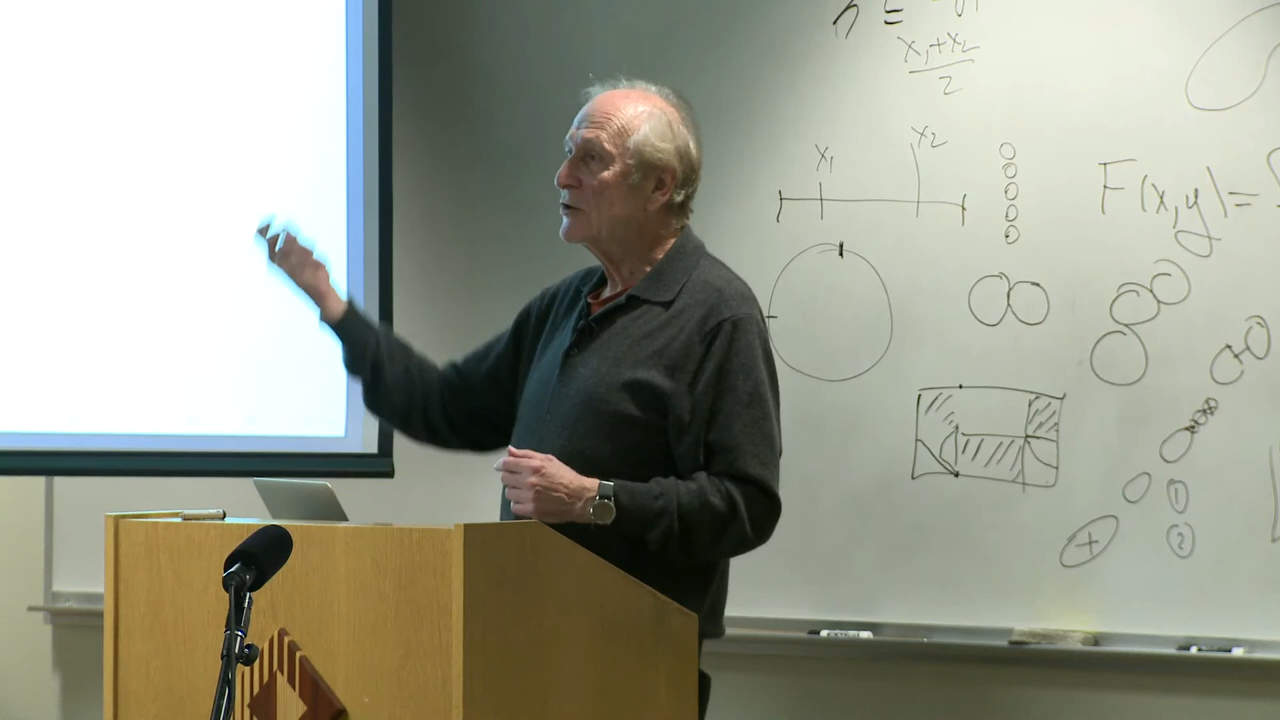 x₁+x₂
2
x₁
x₂
F(x,y)=
+
1
2